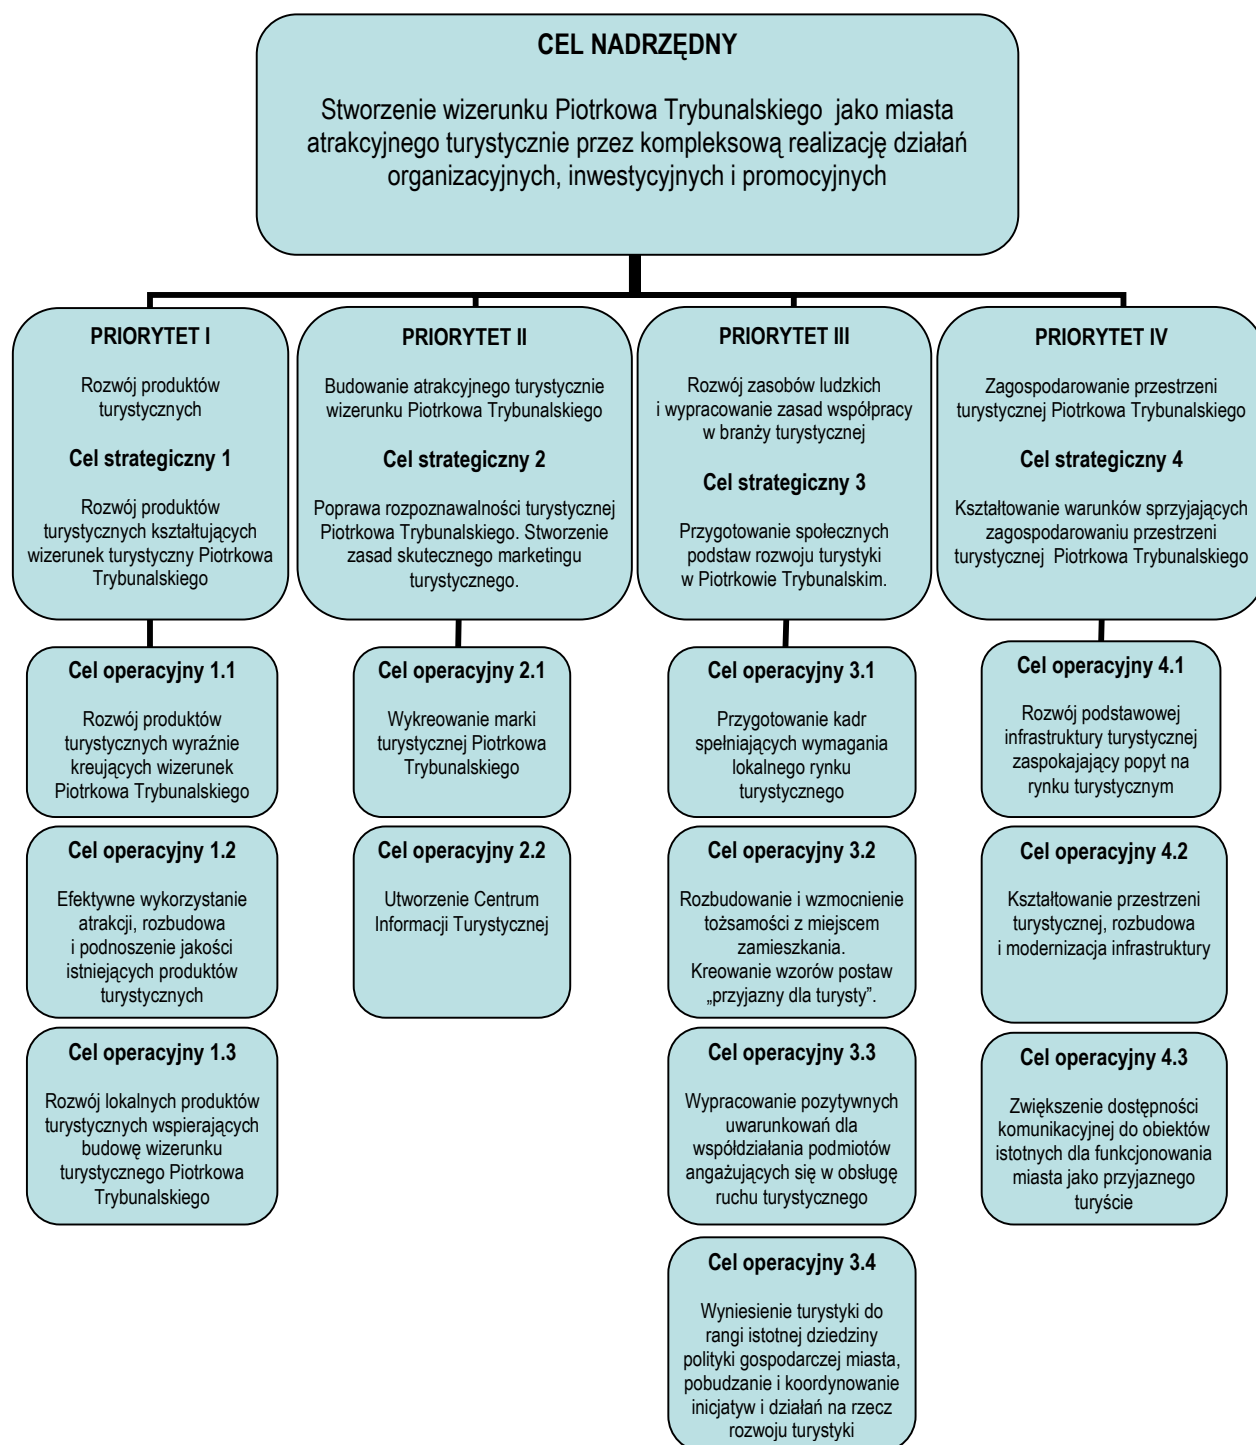 CEL NADRZĘDNY
Stworzenie wizerunku Piotrkowa Trybunalskiego jako miasta
atrakcyjnego turystycznie przez kompleksową realizację działań
organizacyjnych, inwestycyjnych i promocyjnych
PRIORYTET I
Rozwój produktów
turystycznych
Cel strategiczny 1
Rozwój produktów
turystycznych kształtujących
wizerunek turystyczny Piotrkowa
Trybunalskiego
PRIORYTET II
Budowanie atrakcyjnego turystycznie
wizerunku Piotrkowa Trybunalskiego
Cel strategiczny 2
Poprawa rozpoznawalności turystycznej
Piotrkowa Trybunalskiego. Stworzenie
zasad skutecznego marketingu
turystycznego.
PRIORYTET III
Rozwój zasobów ludzkich
i wypracowanie zasad współpracy
w branży turystycznej
Cel strategiczny 3
Przygotowanie społecznych
podstaw rozwoju turystyki
w Piotrkowie Trybunalskim.
PRIORYTET IV
Zagospodarowanie przestrzeni
turystycznej Piotrkowa Trybunalskiego
Cel strategiczny 4
Kształtowanie warunków sprzyjających
zagospodarowaniu przestrzeni
turystycznej Piotrkowa Trybunalskiego
Cel operacyjny 1.1
Rozwój produktów
turystycznych wyraźnie
kreujących wizerunek
Piotrkowa Trybunalskiego
Cel operacyjny 2.1
Wykreowanie marki
turystycznej Piotrkowa
Trybunalskiego
Cel operacyjny 3.1
Przygotowanie kadr
spełniających wymagania
lokalnego rynku
turystycznego
Cel operacyjny 4.1
Rozwój podstawowej
infrastruktury turystycznej
zaspokajający popyt na
rynku turystycznym
Cel operacyjny 1.2
Efektywne wykorzystanie
atrakcji, rozbudowa
i podnoszenie jakości
istniejących produktów
turystycznych
Cel operacyjny 2.2
Utworzenie Centrum
Informacji Turystycznej
Cel operacyjny 3.2
Rozbudowanie i wzmocnienie
tożsamości z miejscem
zamieszkania.
Kreowanie wzorów postaw
„przyjazny dla turysty”.
Cel operacyjny 4.2
Kształtowanie przestrzeni
turystycznej, rozbudowa
i modernizacja infrastruktury
Cel operacyjny 1.3
Rozwój lokalnych produktów
turystycznych wspierających
budowę wizerunku
turystycznego Piotrkowa
Trybunalskiego
Cel operacyjny 3.3
Wypracowanie pozytywnych
uwarunkowań dla
współdziałania podmiotów
angażujących się w obsługę
ruchu turystycznego
Cel operacyjny 4.3
Zwiększenie dostępności
komunikacyjnej do obiektów
istotnych dla funkcjonowania
miasta jako przyjaznego
turyście
Cel operacyjny 3.4
Wyniesienie turystyki do
rangi istotnej dziedziny
polityki gospodarczej miasta,
pobudzanie i koordynowanie
inicjatyw i działań na rzecz
rozwoju turystyki